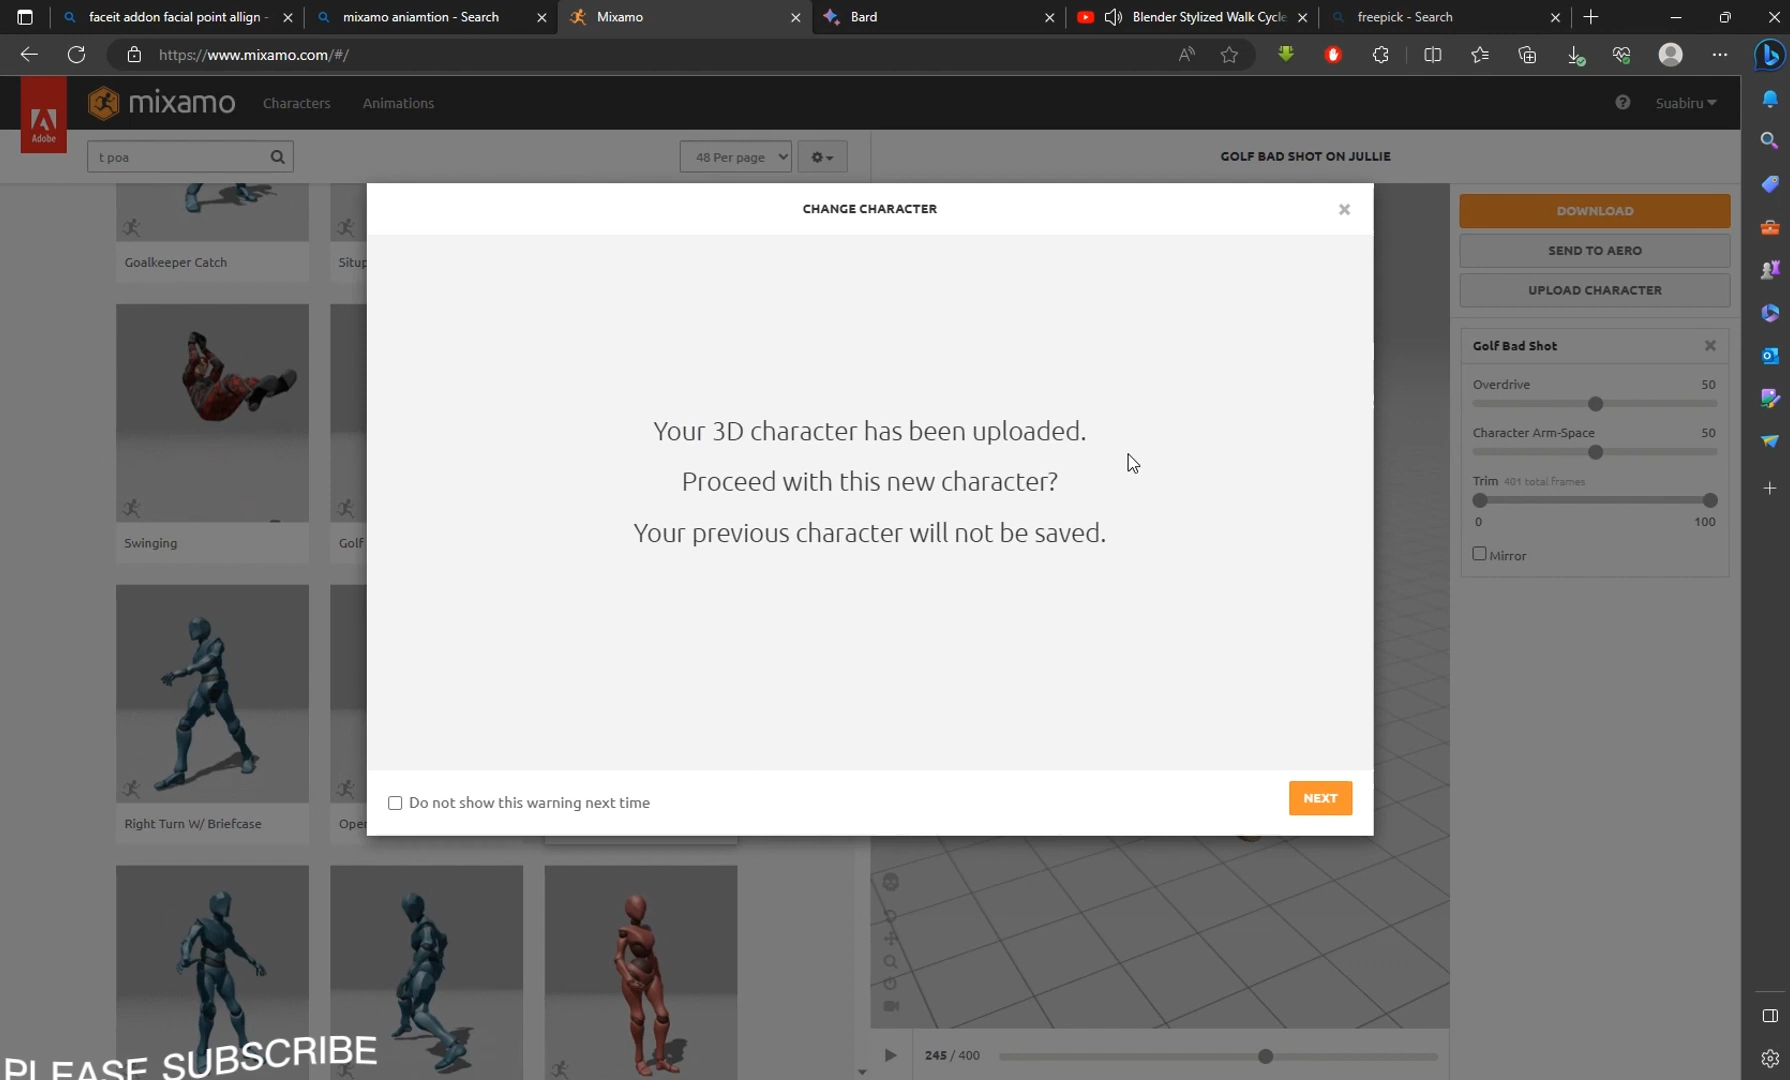 faceit addon facial point allign -
mixamo aniamtion - Search
Mixamo
Bard
Blender Stylized Walk Cycle
freepick - Search
https://www.mixamo.com/#/
Adobe
mixamo
Characters
Animations
Suabiru
t poa
48 Per page
GOLF BAD SHOT ON JULLIE
CHANGE CHARACTER
DOWNLOAD
SEND TO AERO
UPLOAD CHARACTER
Goalkeeper Catch
Situp
Golf Bad Shot
Overdrive 50
Character Arm-Space 50
Trim 401 total frames
0 100
Mirror
Your 3D character has been uploaded.
Proceed with this new character?
Your previous character will not be saved.
Swinging
Golf
Do not show this warning next time
NEXT
Right Turn W/ Briefcase
Oper
245 / 400
PLEASE SUBSCRIBE